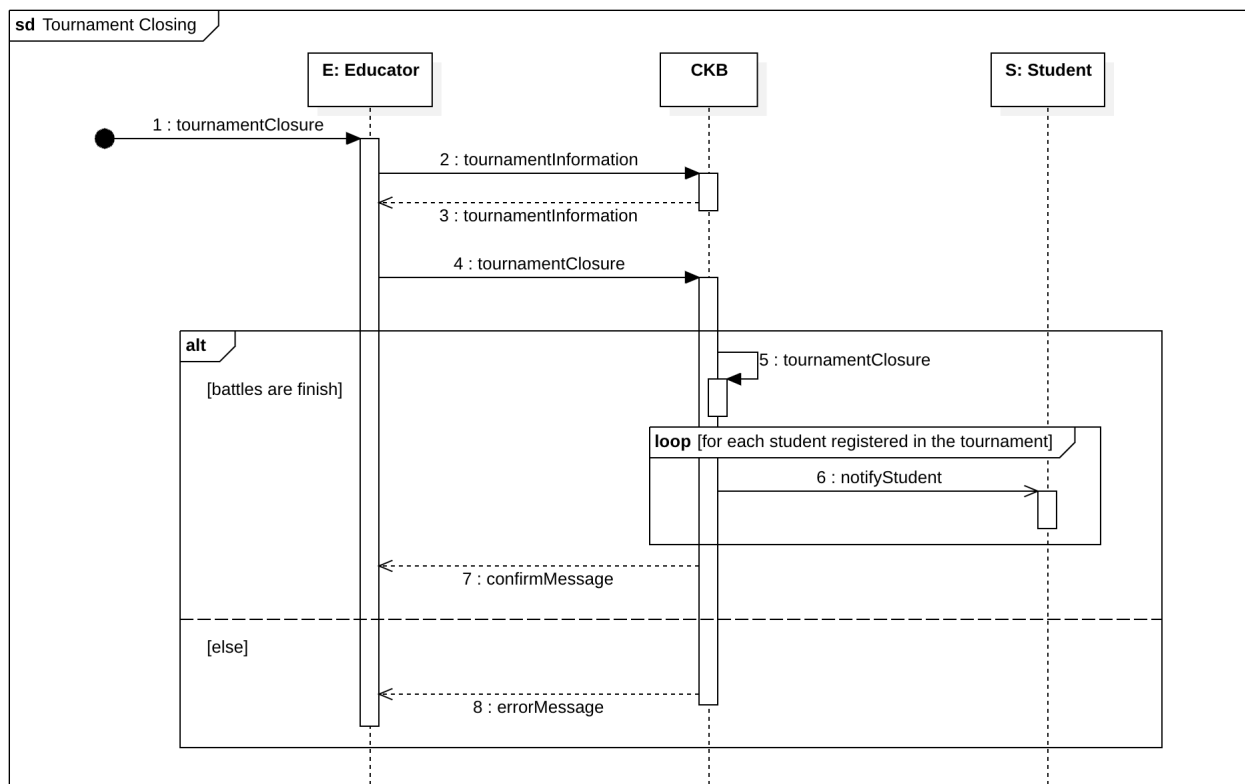 sd Tournament Closing
E: Educator
CKB
S: Student
1 : tournamentClosure
2 : tournamentInformation
3 : tournamentInformation
4 : tournamentClosure
alt
5 : tournamentClosure
[battles are finish]
loop [for each student registered in the tournament]
6 : notifyStudent
7 : confirmMessage
[else]
8 : errorMessage